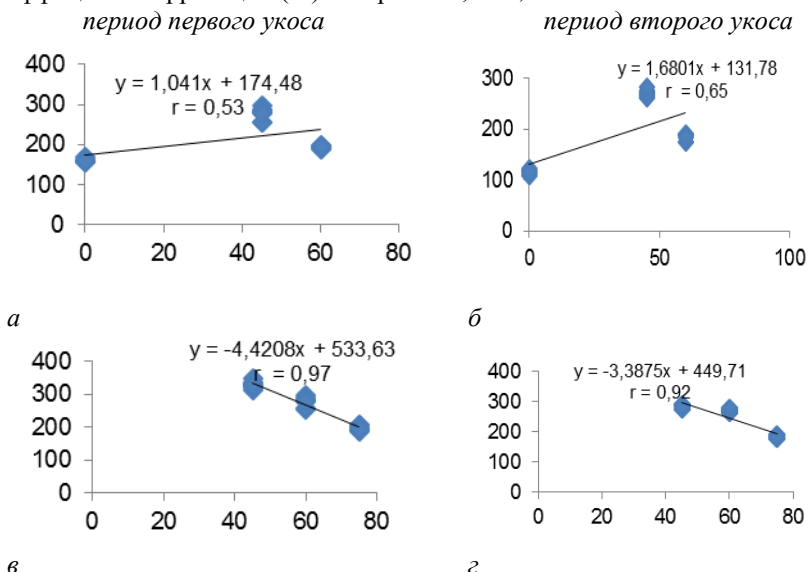 период первого укоса период второго укоса
400
300
200
100
0
0 20 40 60 80
y = 1,041x + 174,48
r = 0,53
300
200
100
0
0 50 100
y = 1,6801x + 131,78
r = 0,65
а б
400
300
200
100
0
0 20 40 60 80
y = -4,4208x + 533,63
r = 0,97
400
300
200
100
0
0 20 40 60 80
y = -3,3875x + 449,71
r = 0,92
в г